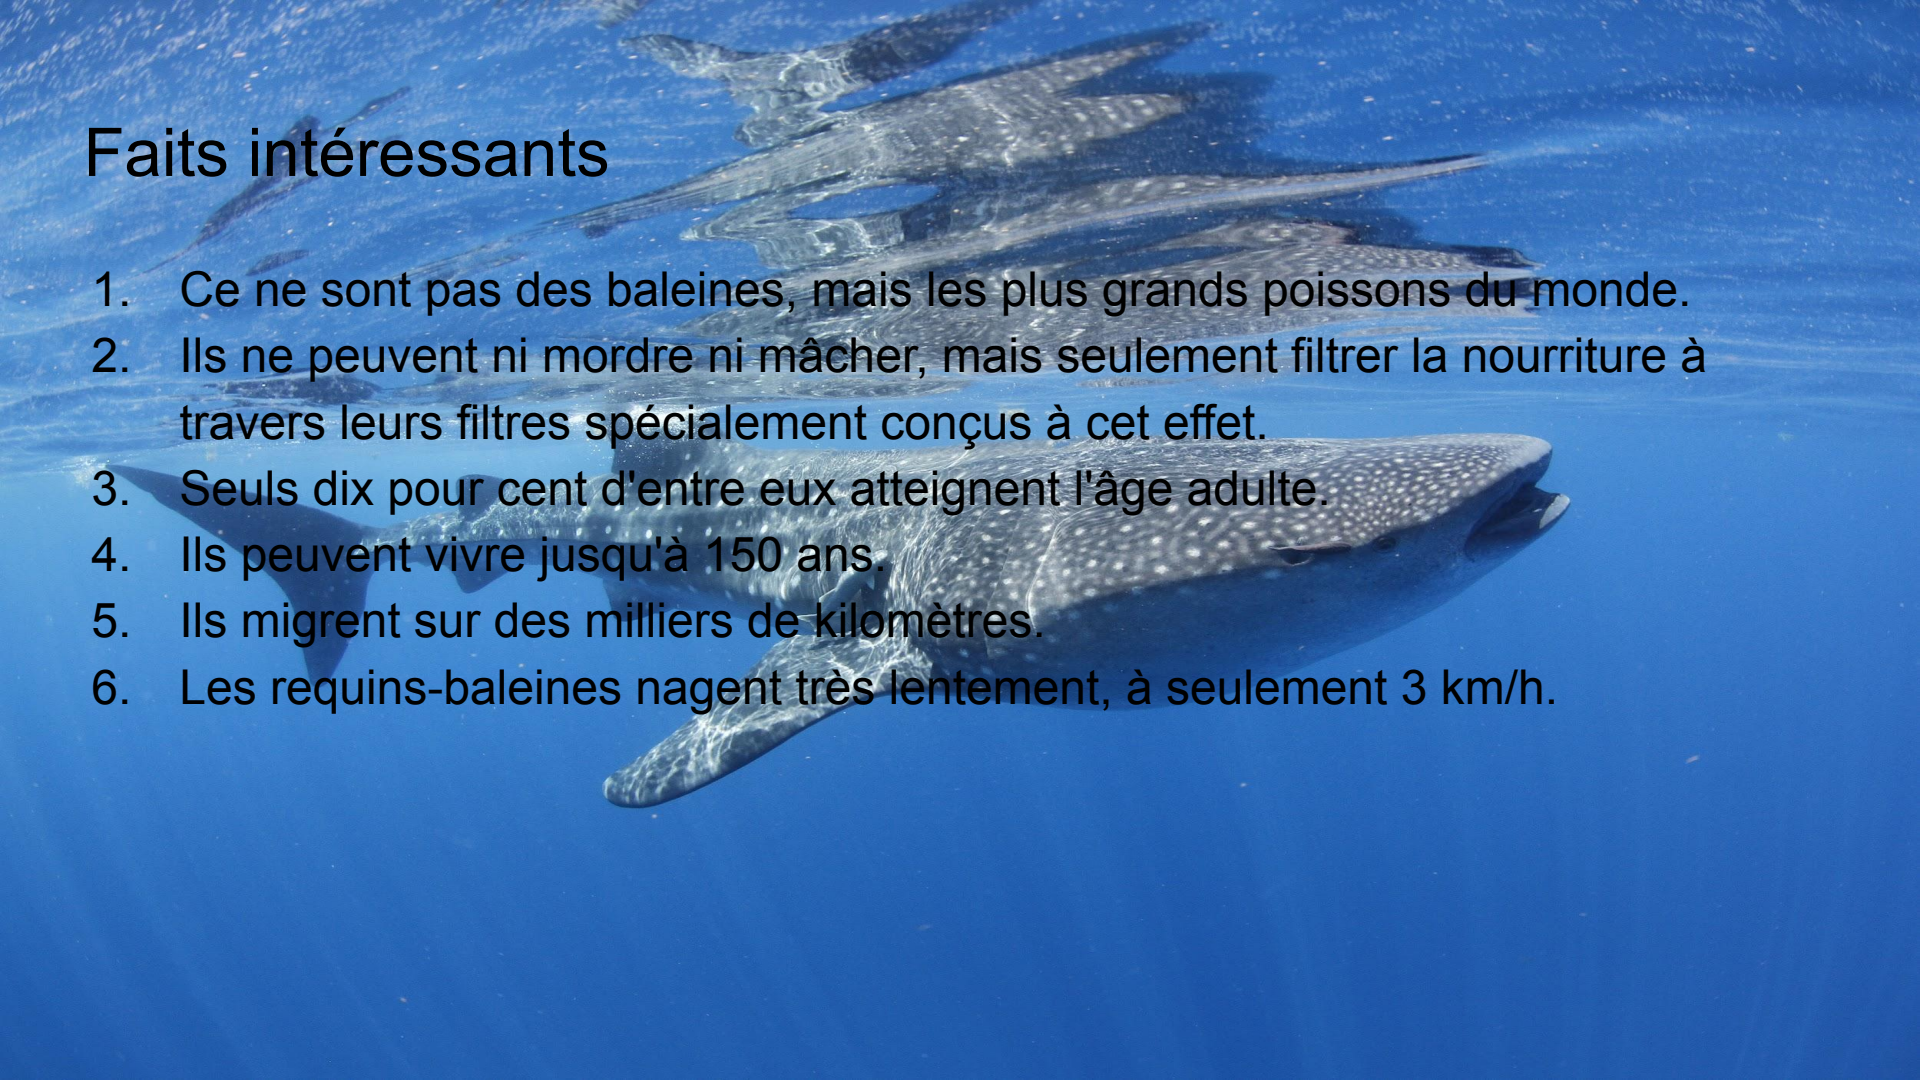 Faits intéressants
1. Ce ne sont pas des baleines, mais les plus grands poissons du monde.
2. Ils ne peuvent ni mordre ni mâcher, mais seulement filtrer la nourriture à
travers leurs filtres spécialement conçus à cet effet.
3. Seuls dix pour cent d'entre eux atteignent l'âge adulte.
4. Ils peuvent vivre jusqu'à 150 ans.
5. Ils migrent sur des milliers de kilomètres.
6. Les requins-baleines nagent très lentement, à seulement 3 km/h.